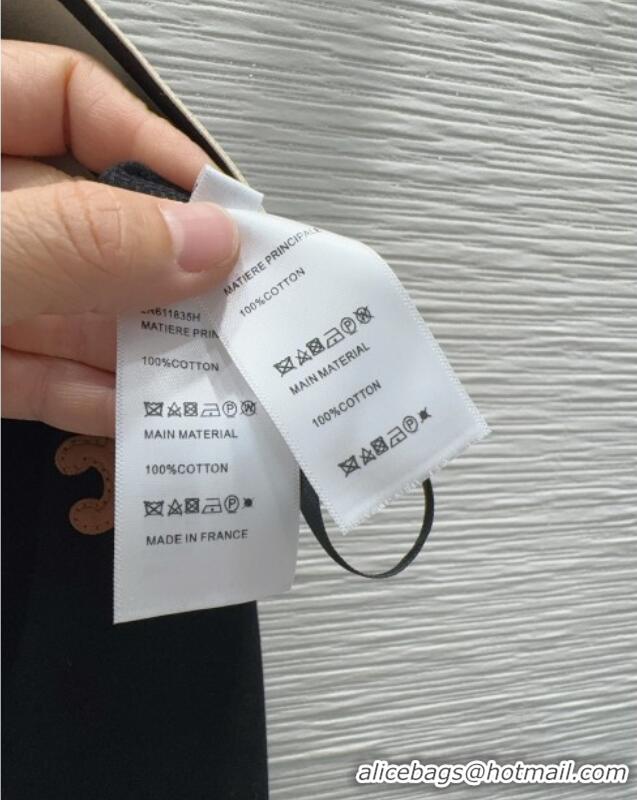 611835H
MATIERE PRIN
100%COTTON
MAIN MATERIAL
100%COTTON
MADE IN FRANCE
MATIERE PRINCIPALE
100%COTTON
MAIN MATERIAL
100%COTTON
alicebags@hotmail.com